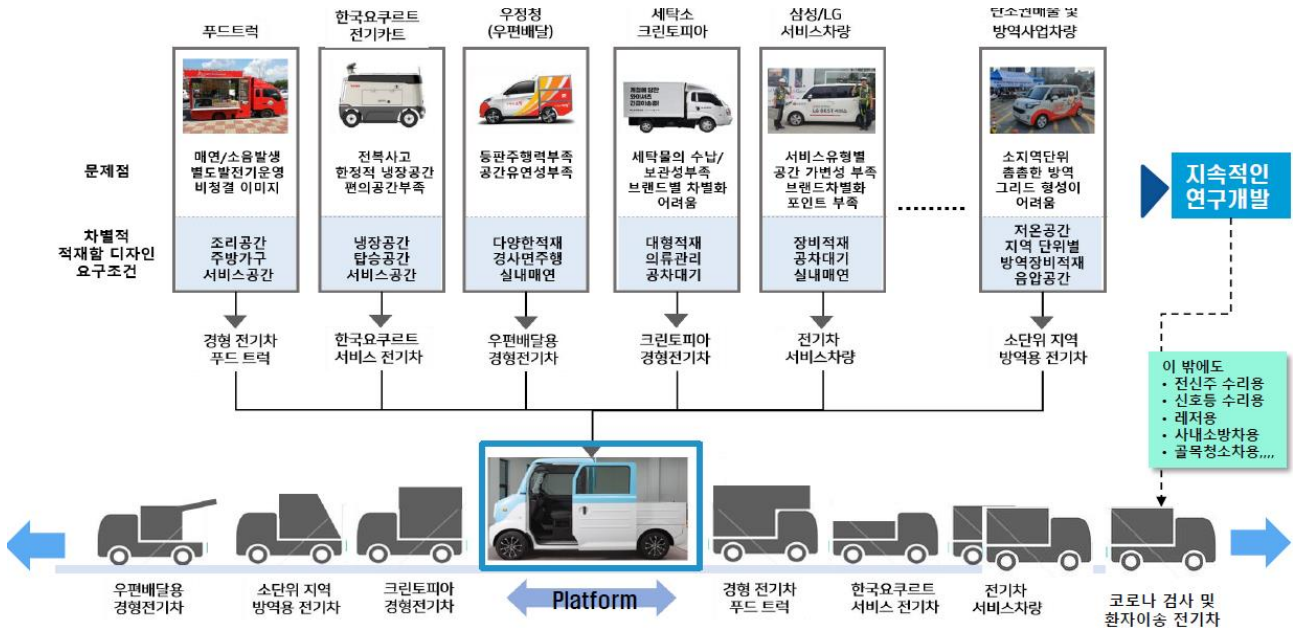 푸드트럭
한국요쿠르트
전기카트
우정청
(우편배달)
세탁소
크린토피아
삼성/LG
서비스차량
탄소권배출 및
방역사업차량
문제점
매연/소음발생
별도발전기운영
비청결 이미지
전복사고
한정적 냉장공간
편의공간부족
등판주행력부족
공간유연성부족
세탁물의 수납/
보관성부족
브랜드별 차별화
어려움
서비스유형별
공간 가변성 부족
브랜드차별화
포인트 부족
.........
소지역단위
촘촘한 방역
그리드 형성이
어려움
지속적인
연구개발
차별적
적재함 디자인
요구조건
조리공간
주방가구
서비스공간
냉장공간
탑승공간
서비스공간
다양한적재
경사면주행
실내매연
대형적재
의류관리
공차대기
장비적재
공차대기
실내매연
저온공간
지역 단위별
방역장비적재
음압공간
경형 전기차
푸드 트럭
한국요쿠르트
서비스 전기차
우편배달용
경형전기차
크린토피아
경형전기차
전기차
서비스차량
소단위 지역
방역용 전기차
이 밖에도
• 전신주 수리용
• 신호등 수리용
• 레저용
• 사내소방차용
• 골목청소차용,,,,
우편배달용
경형전기차
소단위 지역
방역용 전기차
크린토피아
경형전기차
Platform
경형 전기차
푸드 트럭
한국요쿠르트
서비스 전기차
전기차
서비스차량
코로나 검사 및
환자이송 전기차